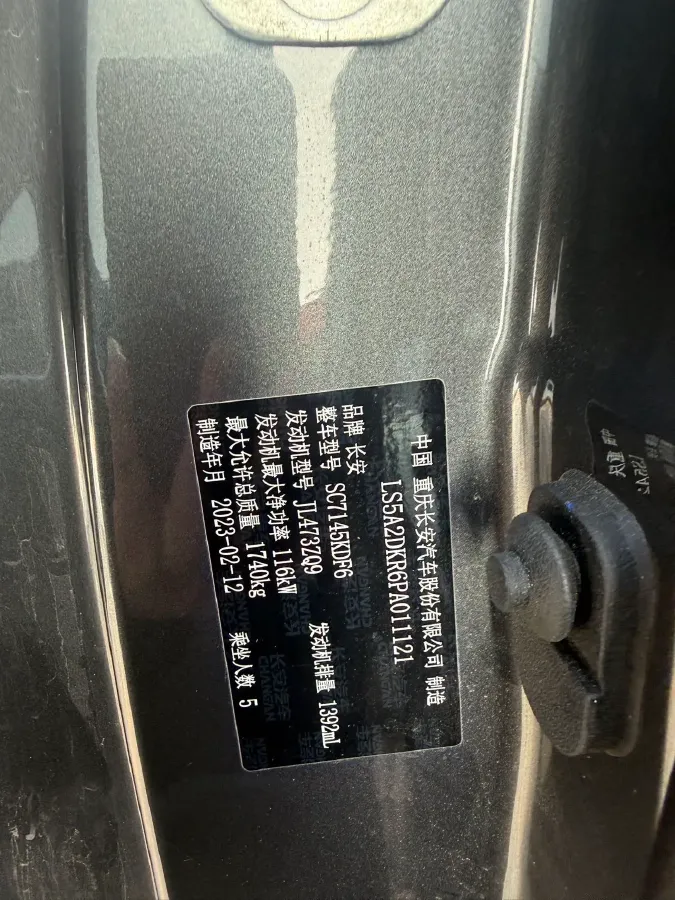 中国 重庆长安汽车股份有限公司 制造
LS5A2DKR6PA011121
品牌 长安
整车型号 SC7145KDF6
发动机型号 JL473ZQ9 发动机排量 1392mL
发动机最大净功率 116kW
最大允许总质量 1740kg
制造年月 2023-02-12 乘坐人数 5